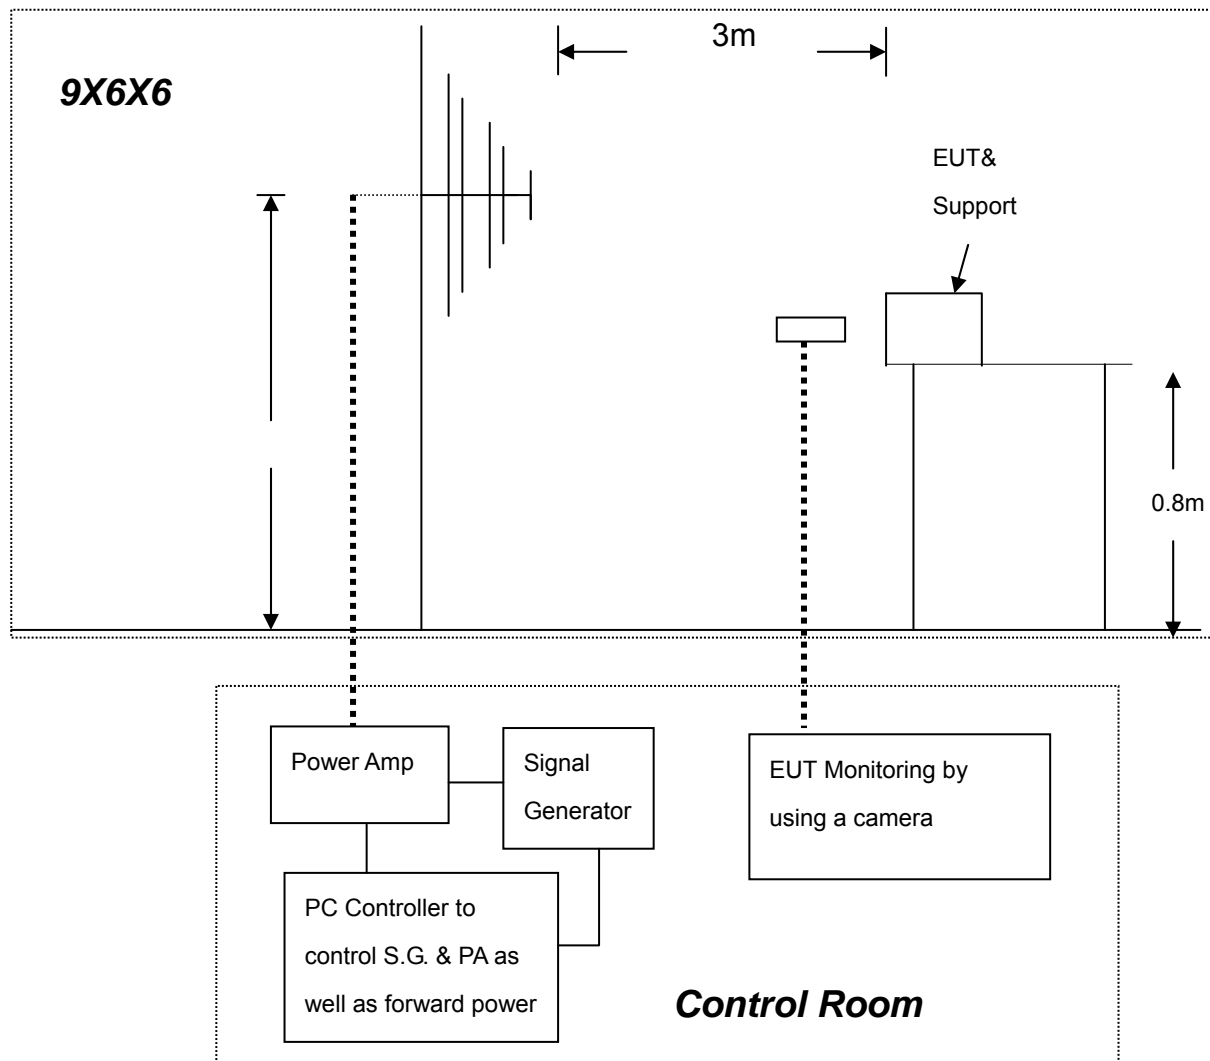 3m
9X6X6
EUT&
Support
0.8m
Power Amp
Signal
Generator
EUT Monitoring by
using a camera
PC Controller to
control S.G. & PA as
well as forward power
Control Room